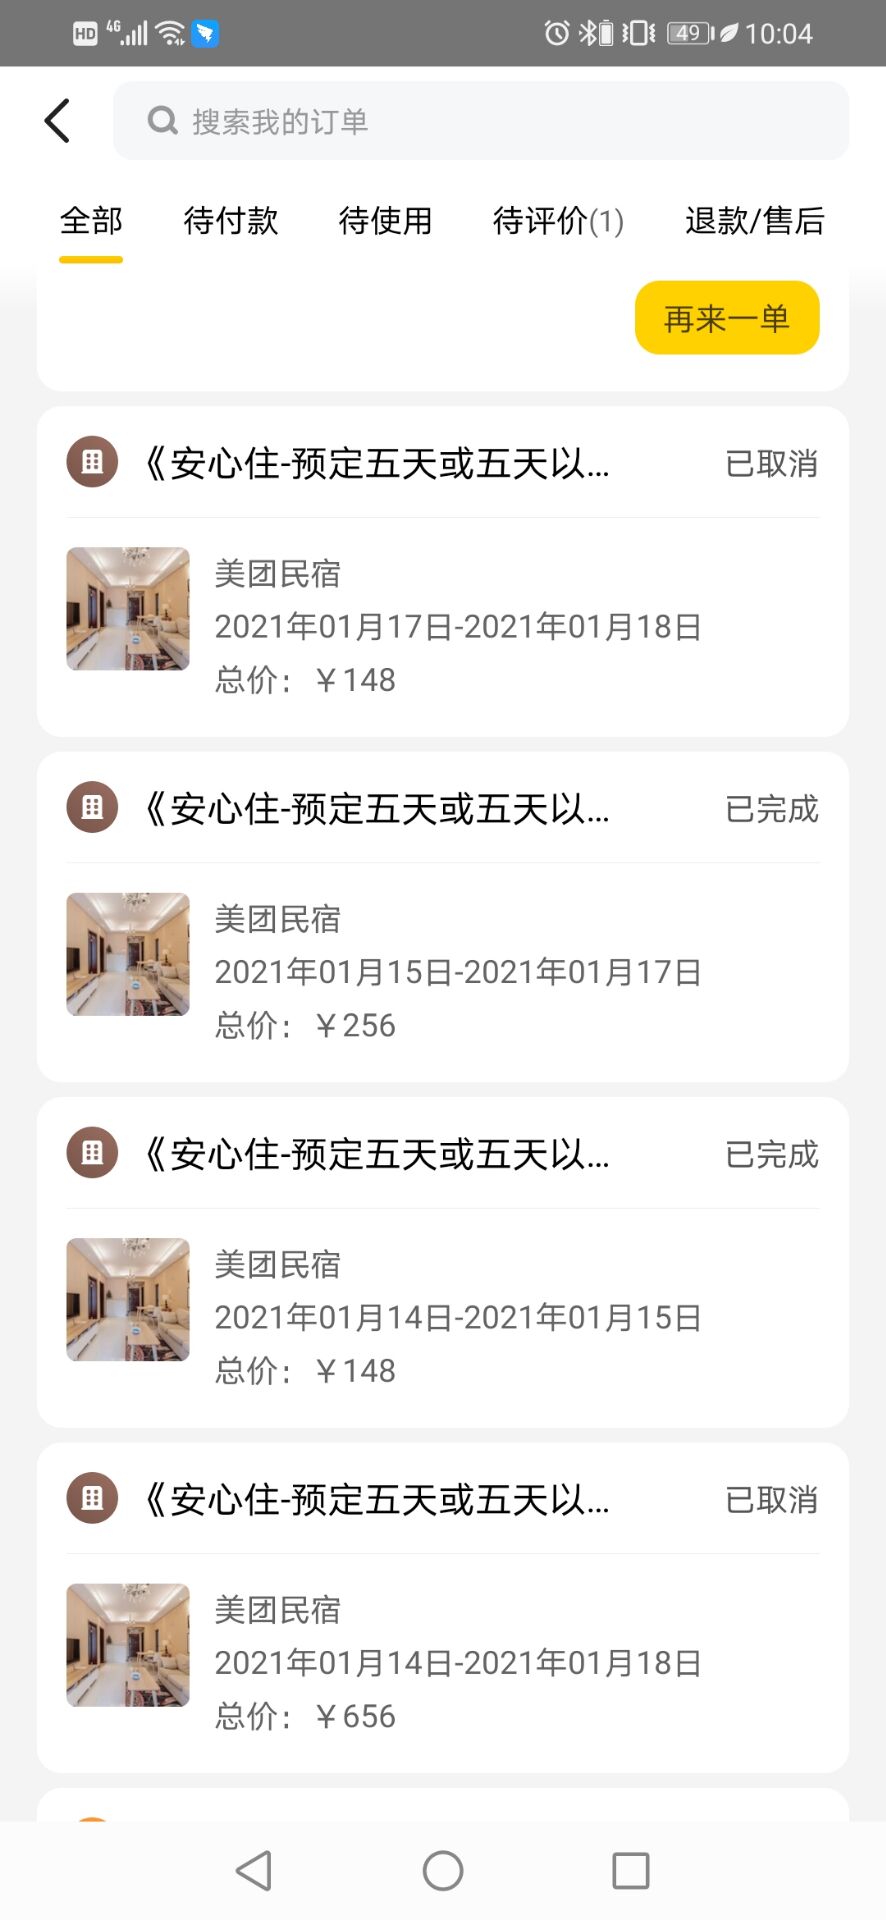 HD 4G 49 10:04
搜索我的订单
全部 待付款 待使用 待评价(1) 退款/售后
再来一单
《安心住-预定五天或五天以... 已取消
美团民宿
2021年01月17日-2021年01月18日
总价：￥148
《安心住-预定五天或五天以... 已完成
美团民宿
2021年01月15日-2021年01月17日
总价：￥256
《安心住-预定五天或五天以... 已完成
美团民宿
2021年01月14日-2021年01月15日
总价：￥148
《安心住-预定五天或五天以... 已取消
美团民宿
2021年01月14日-2021年01月18日
总价：￥656